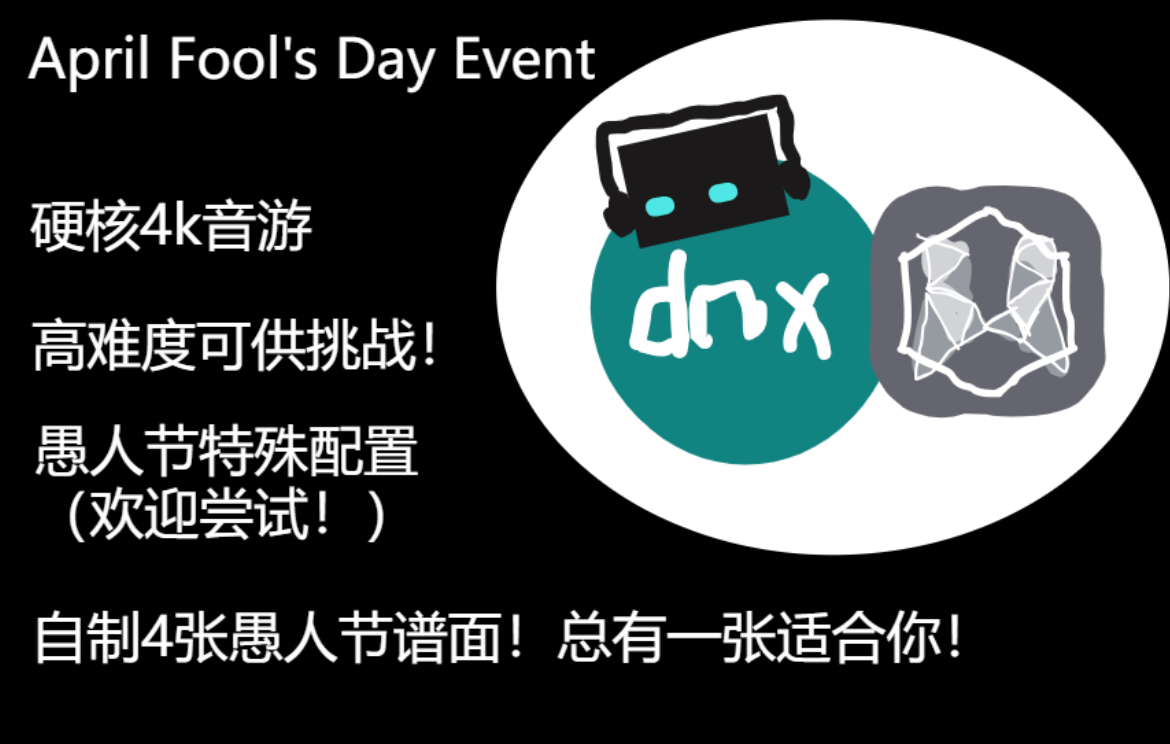 April Fool's Day Event
硬核4k音游
高难度可供挑战！
愚人节特殊配置
（欢迎尝试！）
自制4张愚人节谱面！总有一张适合你！
dnx